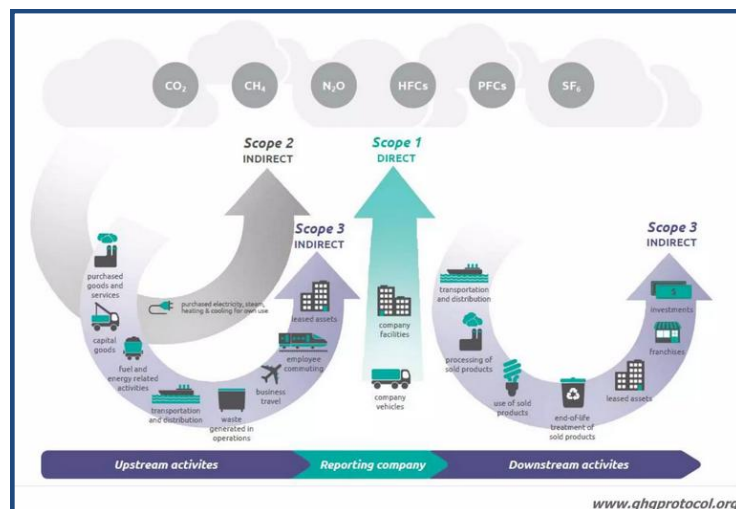 CO₂
CH₄
N₂O
HFCs
PFCs
SF₆
Scope 2
INDIRECT
Scope 1
DIRECT
Scope 3
INDIRECT
Scope 3
INDIRECT
purchased
goods and
services
capital
goods
fuel and
energy related
activities
transportation
and distribution
waste
generated in
operations
business
travel
employee
commuting
leased assets
purchased electricity, steam,
heating & cooling for own use
company
facilities
company
vehicles
transportation
and distribution
processing of
sold products
use of sold
products
end-of-life
treatment of
sold products
leased assets
franchises
investments
$
Upstream activites
Reporting company
Downstream activites
www.ghgprotocol.org